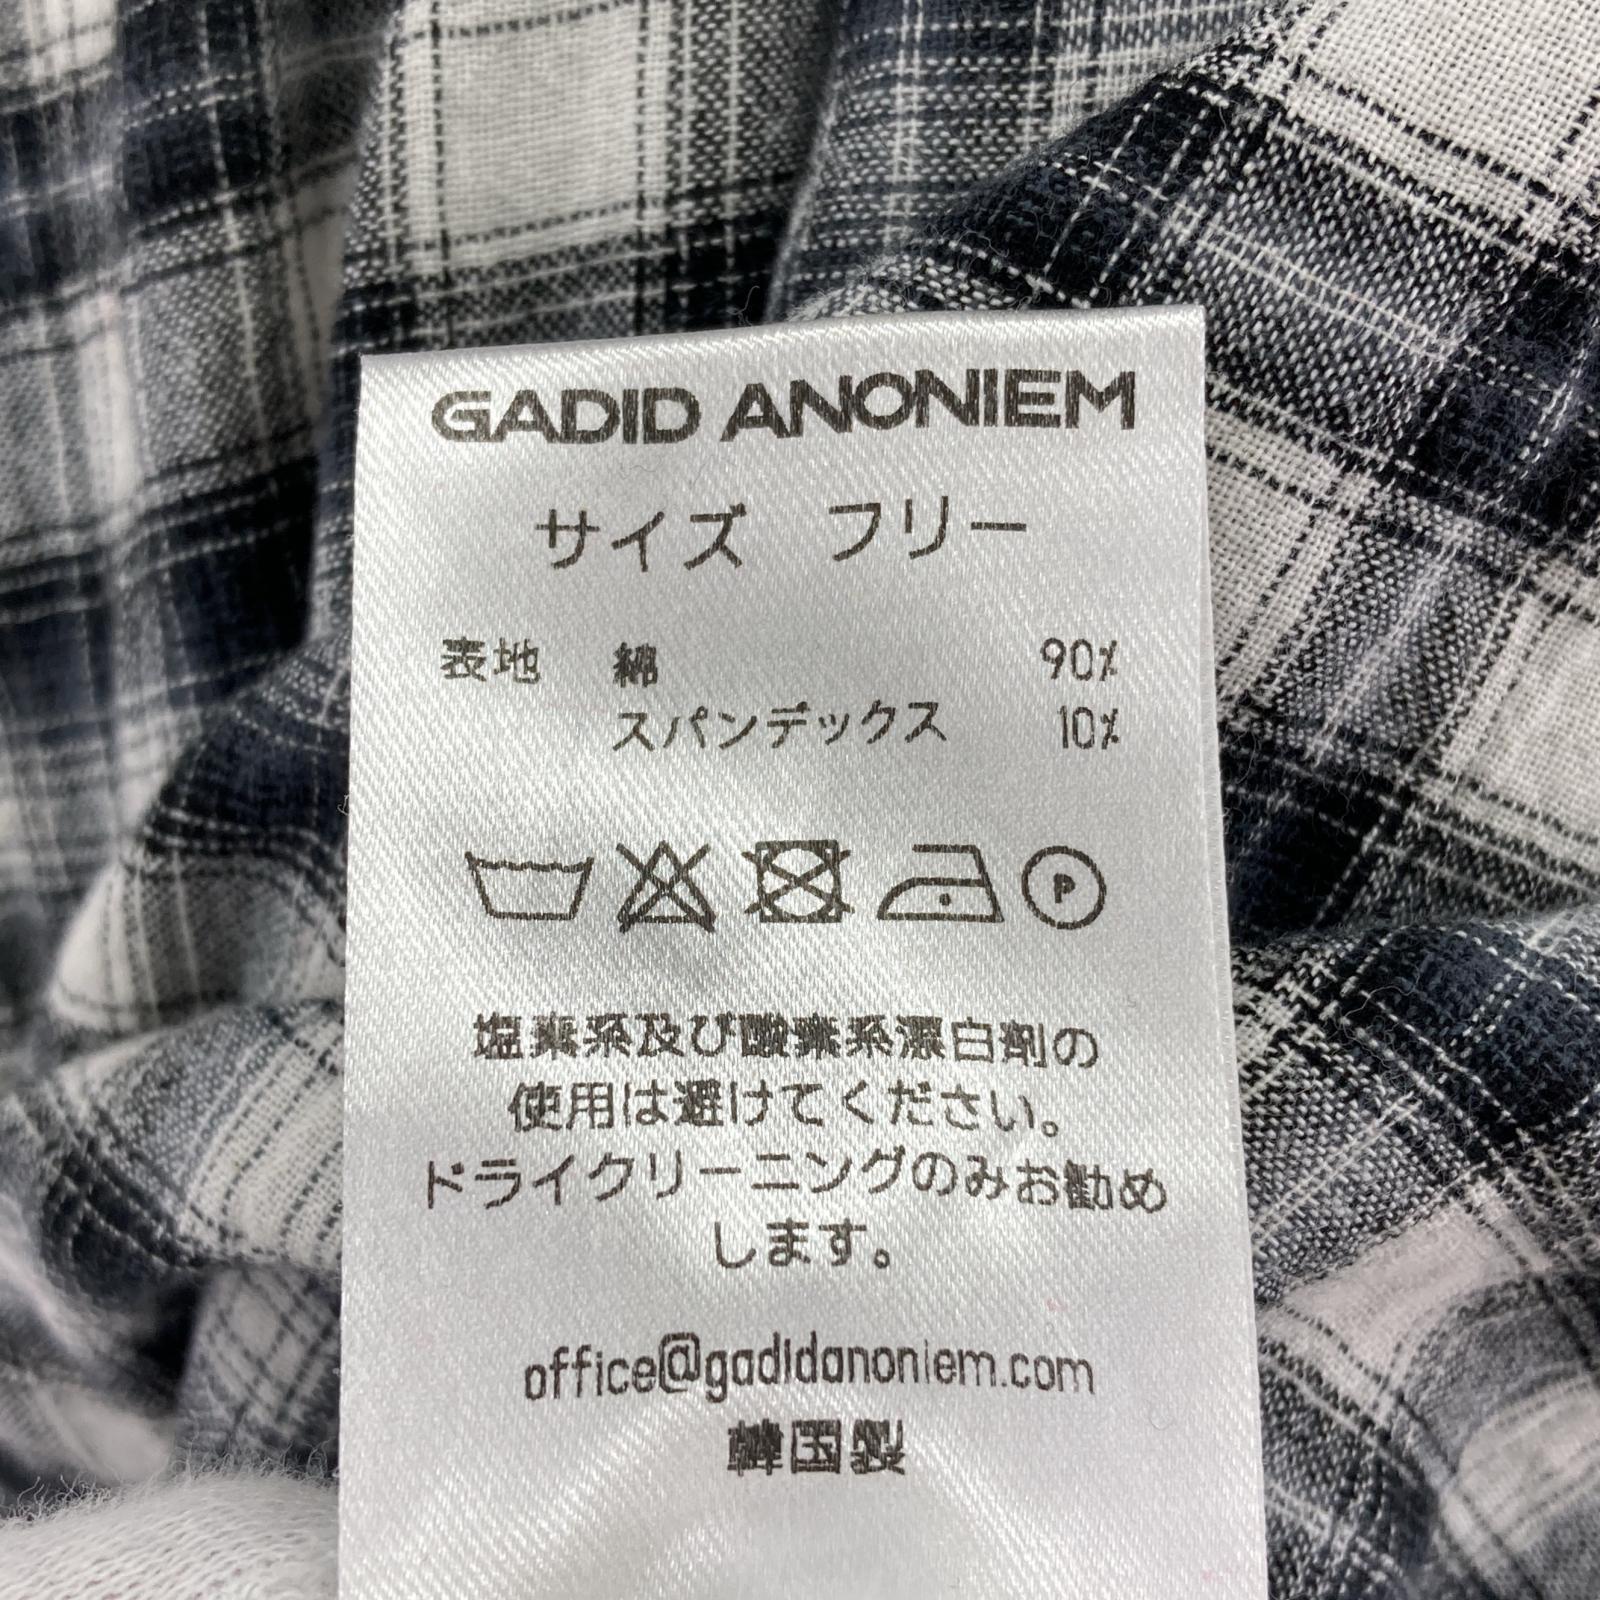 GADID ANONIEM
サイズ フリー
表地 綿 90%
スパンデックス 10%
P
塩素系及び酸素系漂白剤の
使用は避けてください。
ドライクリーニングのみお勧め
します。
office@gadidanoniem.com
韓国製